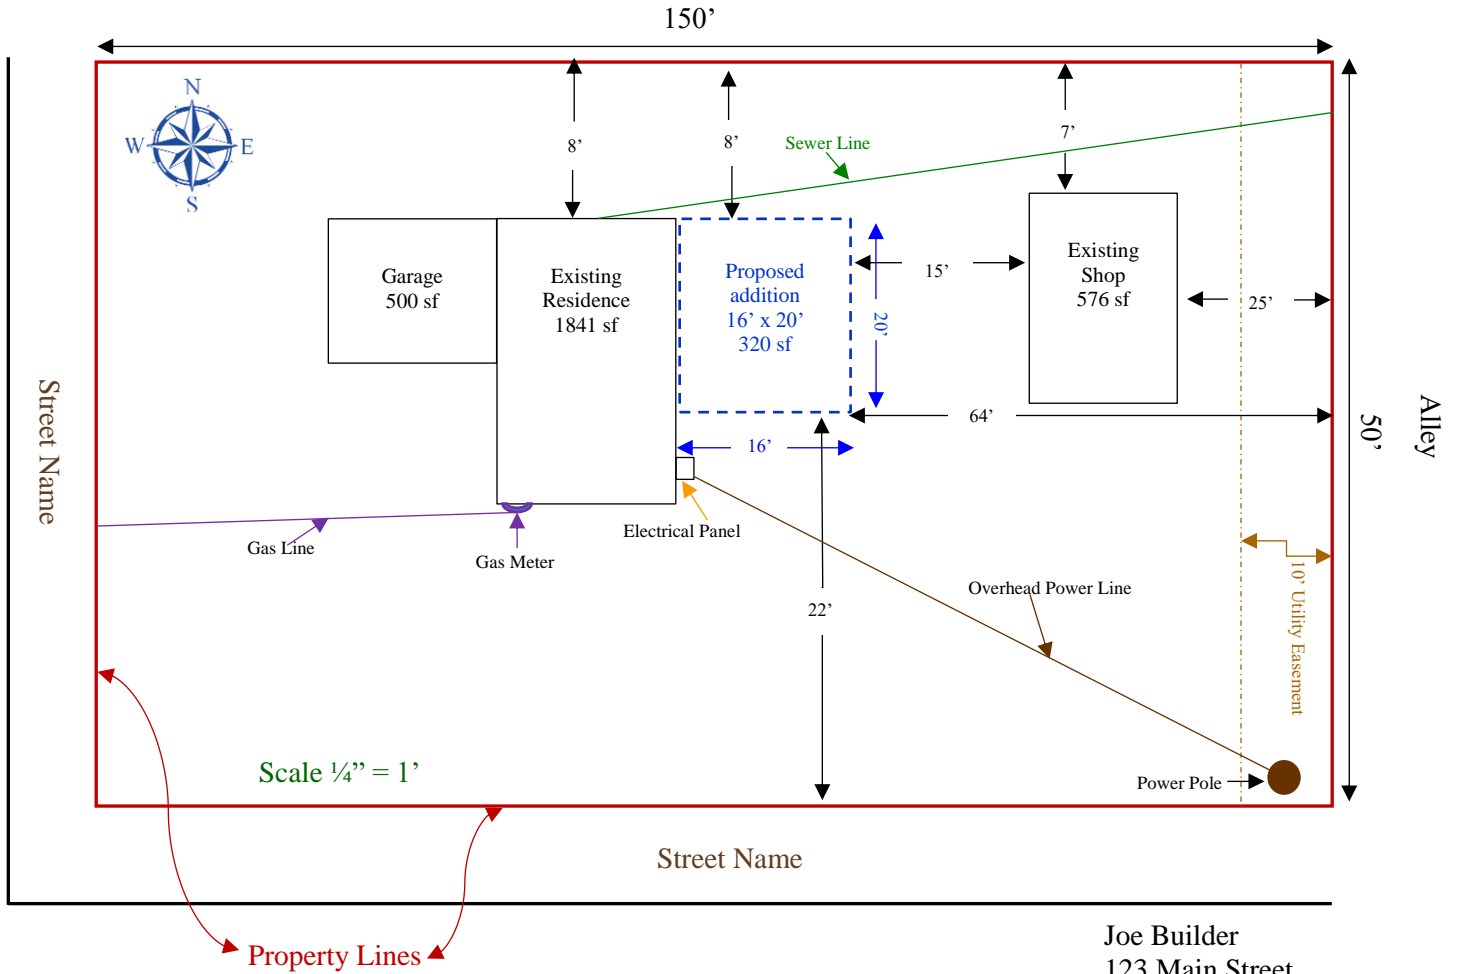 150’
N
W
E
S
8’
8’
7’
Sewer Line
Garage
500 sf
Existing
Residence
1841 sf
Proposed
addition
16’ x 20’
320 sf
20’
15’
Existing
Shop
576 sf
25’
64’
16’
50’
Alley
Street Name
Electrical Panel
Gas Line
Gas Meter
22’
Overhead Power Line
10’ Utility Easement
Scale ¼” = 1’
Power Pole
Street Name
Property Lines
Joe Builder
123 Main Street